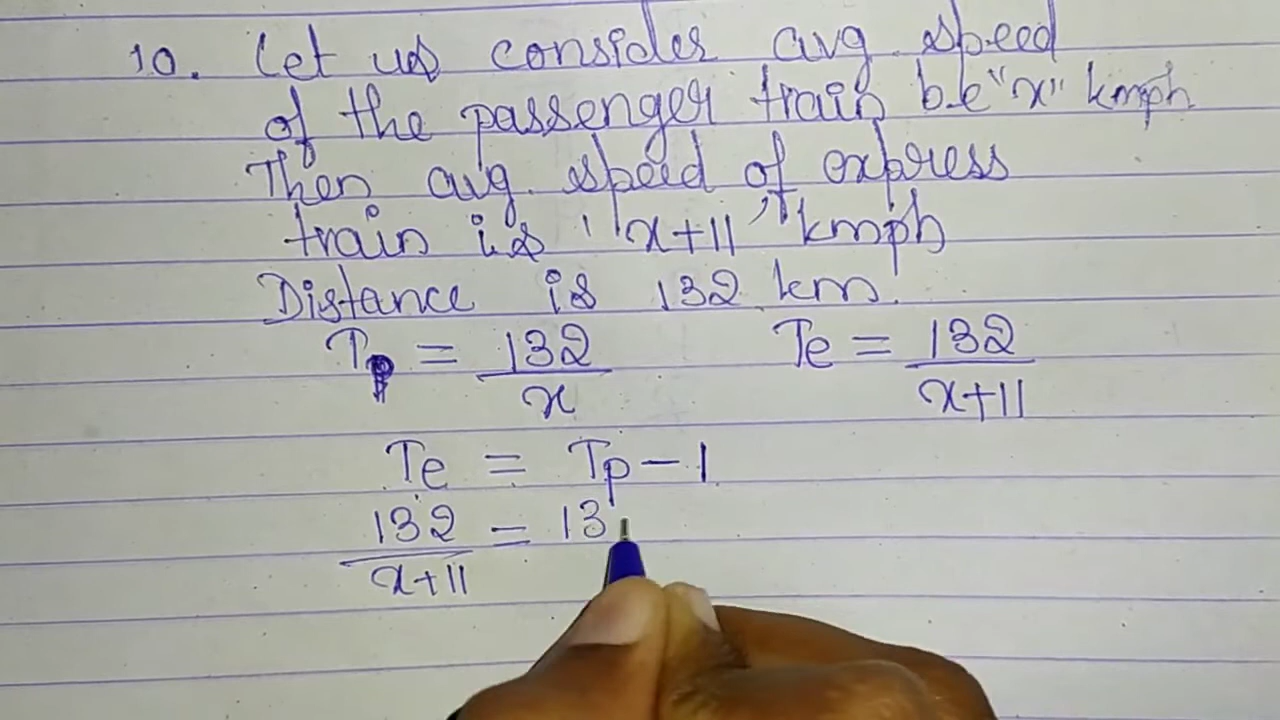 10. Let us consider avg. speed
of the passenger train be "x" kmph
Then avg. speed of express
train is "x+11" kmph
Distance is 132 km.
Tp = 132/x Te = 132/x+11
Te = Tp - 1
132/x+11 = 13